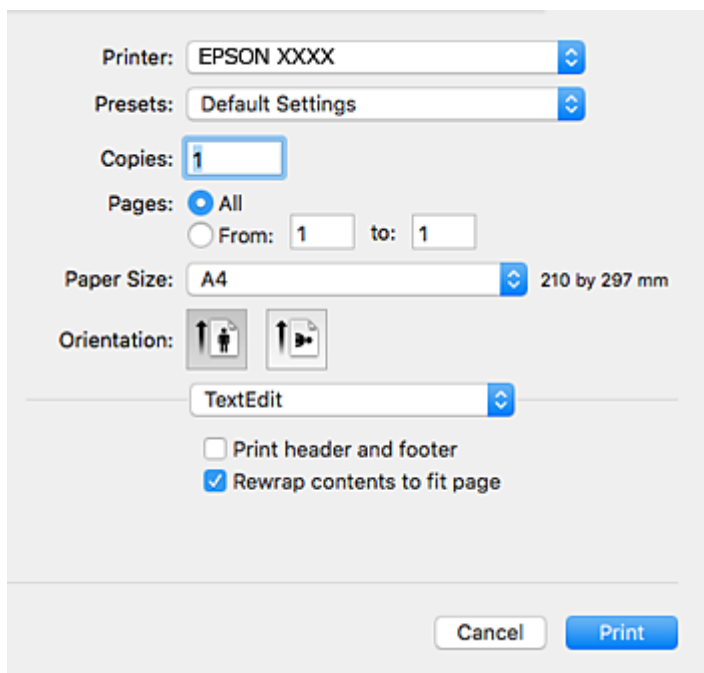 Printer: EPSON XXXX
Presets: Default Settings
Copies: 1
Pages: All
From: 1 to: 1
Paper Size: A4 210 by 297 mm
Orientation:
TextEdit
Print header and footer
Rewrap contents to fit page
Cancel Print